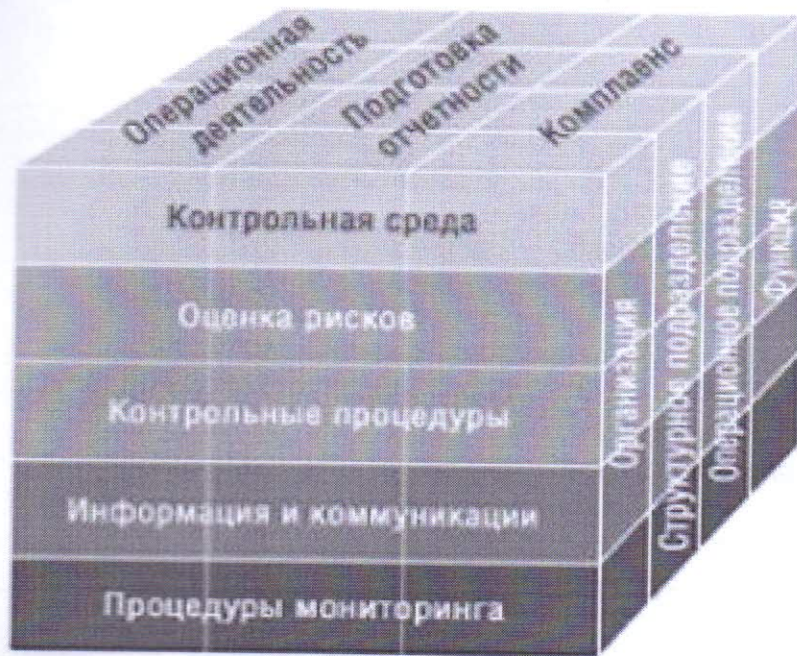 Операционная
деятельность
Подготовка
отчетности
Комплаенс
Контрольная среда
Оценка рисков
Контрольные процедуры
Информация и коммуникации
Процедуры мониторинга
Организация
Структурное подразделение
Операционное подразделение
Функция